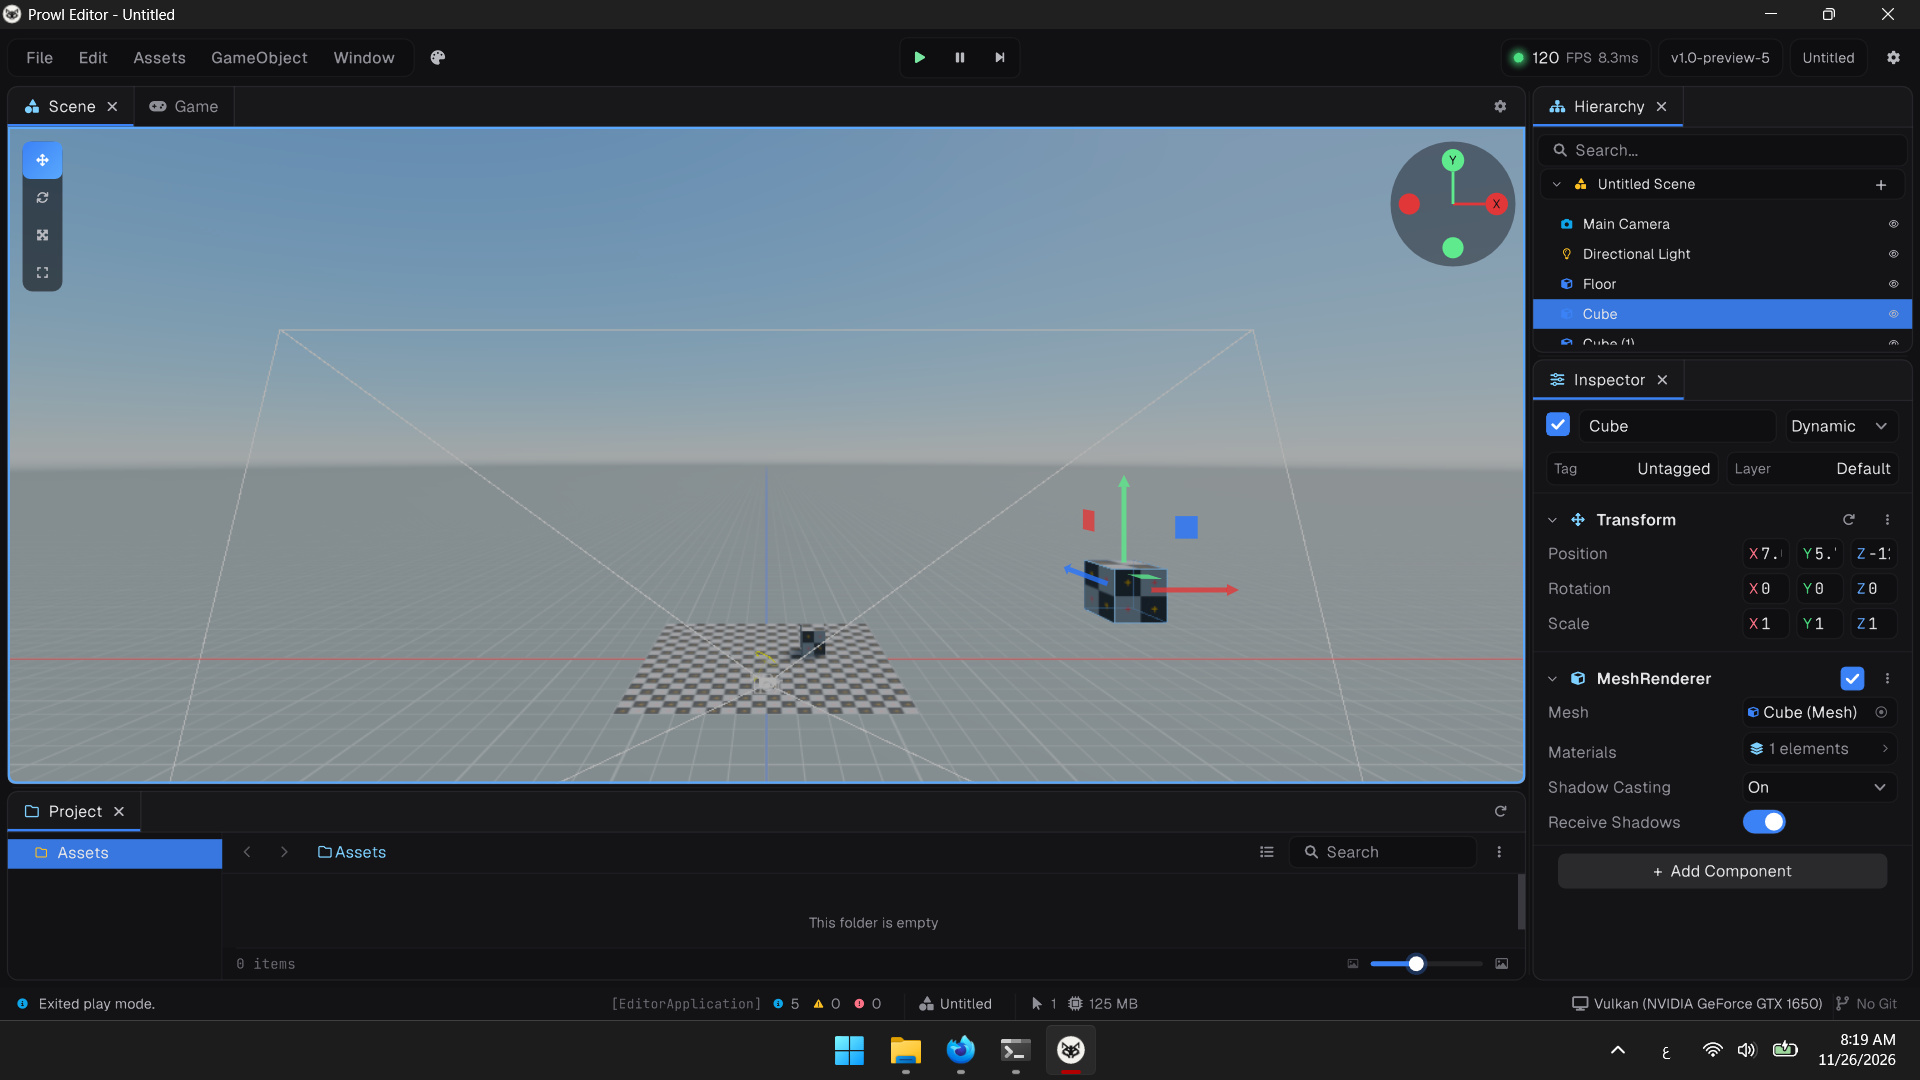 Prowl Editor - Untitled
File Edit Assets GameObject Window
120 FPS 8.3ms
v1.0-preview-5
Untitled
Scene
Game
Y
X
Hierarchy
Search...
Untitled Scene
Main Camera
Directional Light
Floor
Cube
Cube (1)
Inspector
Cube
Dynamic
Tag Untagged
Layer Default
Transform
Position X 7. Y 5. Z -1
Rotation X 0 Y 0 Z 0
Scale X 1 Y 1 Z 1
MeshRenderer
Mesh Cube (Mesh)
Materials 1 elements
Shadow Casting On
Receive Shadows
+ Add Component
Project
Assets
Assets
Search
This folder is empty
0 items
Exited play mode.
[EditorApplication] 5 0 0
Untitled
1 125 MB
Vulkan (NVIDIA GeForce GTX 1650)
No Git
ع
8:19 AM
11/26/2026